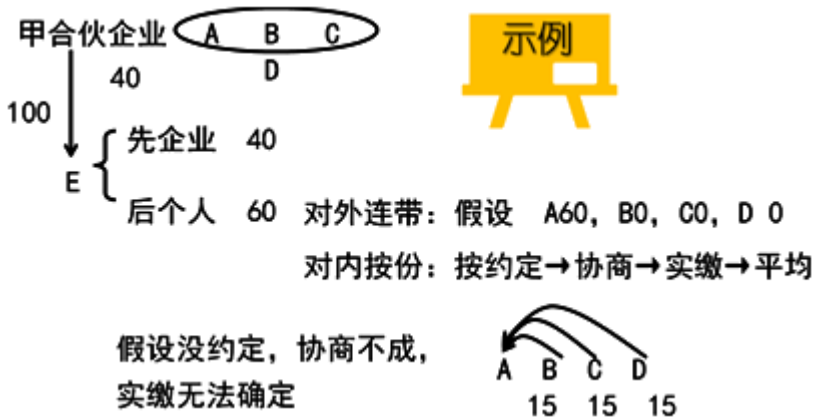 甲合伙企业 A B C
示例
40 D
100
先企业 40
E
后个人 60 对外连带：假设 A60，B0，C0，D 0
对内按份：按约定→协商→实缴→平均
假设没约定，协商不成，
A B C D
实缴无法确定
15 15 15